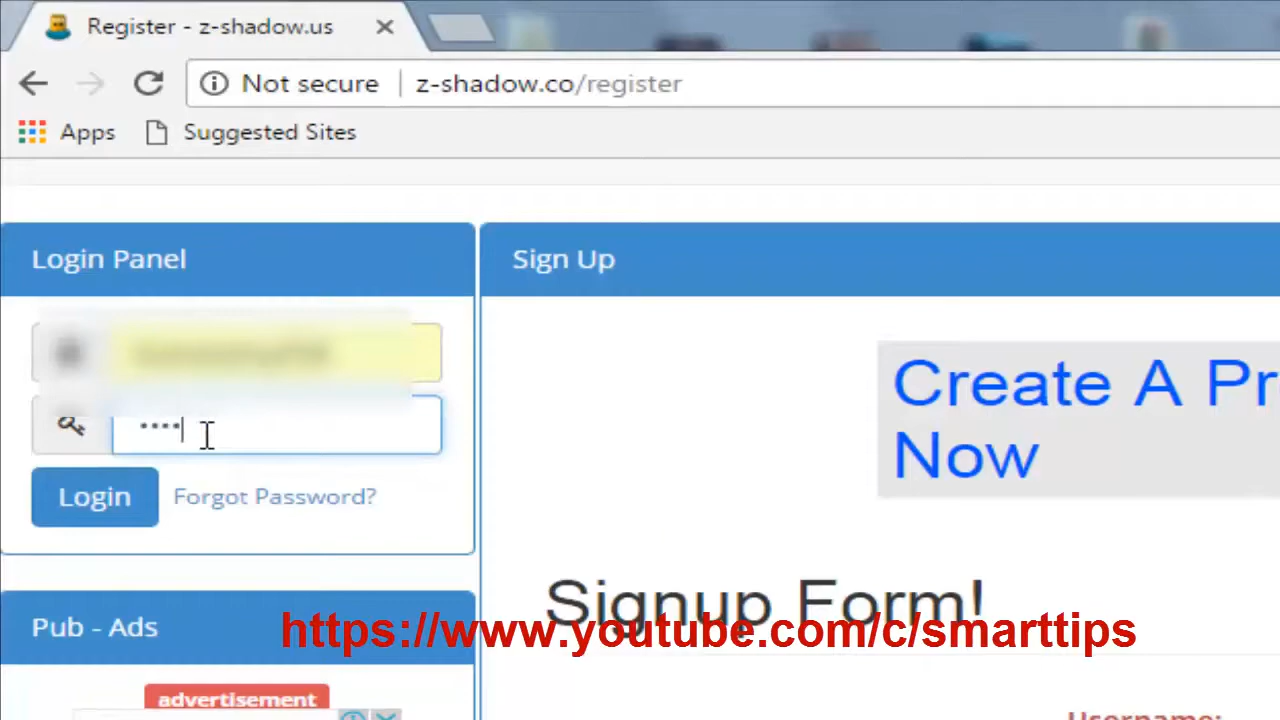 Register - z-shadow.us
Not secure
z-shadow.co/register
Apps
Suggested Sites
Login Panel
Sign Up
Create A Pr
Now
Login
Forgot Password?
Signup Form!
Pub - Ads
https://www.youtube.com/c/smarttips
advertisement
Username: